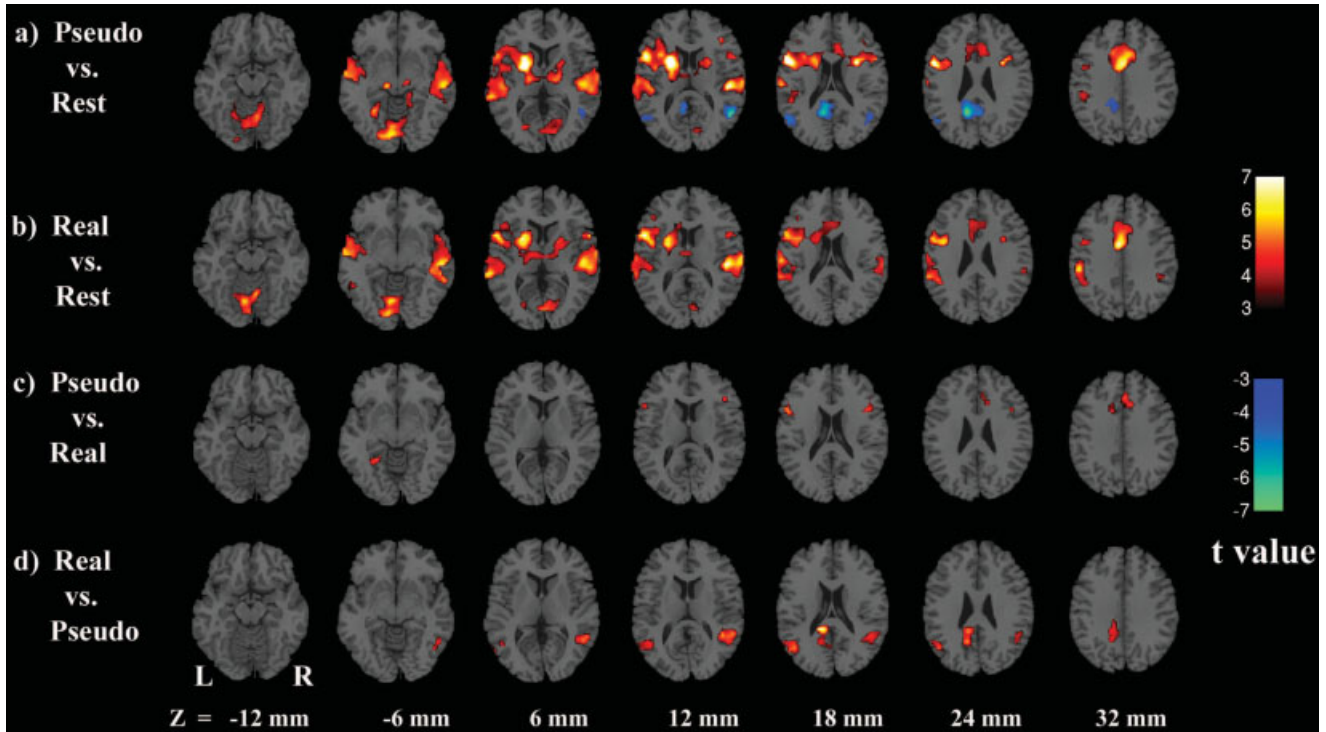 a) Pseudo
vs.
Rest
b) Real
vs.
Rest
c) Pseudo
vs.
Real
d) Real
vs.
Pseudo
7
6
5
4
3
-3
-4
-5
-6
-7
t value
L R
Z = -12 mm -6 mm 6 mm 12 mm 18 mm 24 mm 32 mm